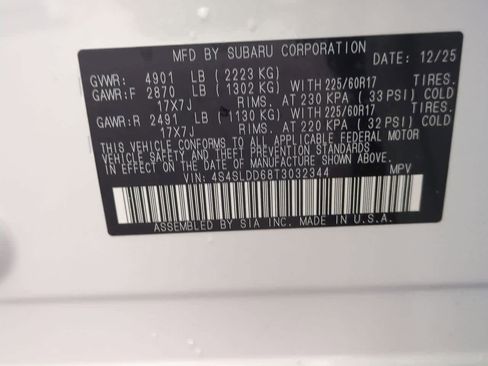 MFD BY SUBARU CORPORATION DATE: 12/25
GVWR: 4901 LB (2223 KG)
GAWR:F 2870 LB (1302 KG) WITH 225/60R17 TIRES.
17X7J RIMS. AT 230 KPA (33 PSI) COLD
GAWR:R 2491 LB (1130 KG) WITH 225/60R17 TIRES.
17X7J RIMS. AT 220 KPA (32 PSI) COLD
THIS VEHICLE CONFORMS TO ALL APPLICABLE FEDERAL MOTOR
VEHICLE SAFETY, BUMPER, AND THEFT PREVENTION STANDARDS
IN EFFECT ON THE DATE OF MANUFACTURE SHOWN ABOVE.
VIN: 4S4SLDD68T3032344 MPV
ASSEMBLED BY SIA INC. MADE IN U.S.A.